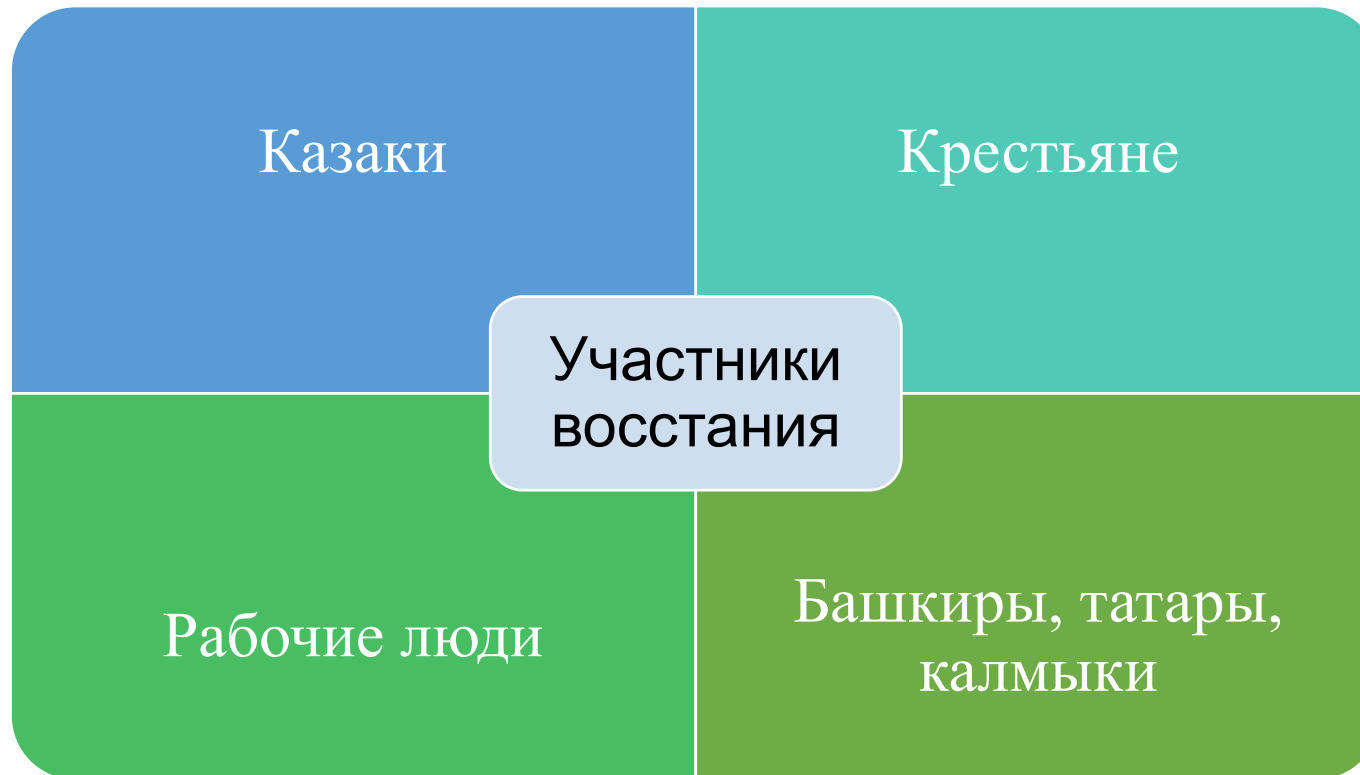 Казаки
Крестьяне
Участники
восстания
Рабочие люди
Башкиры, татары,
калмыки